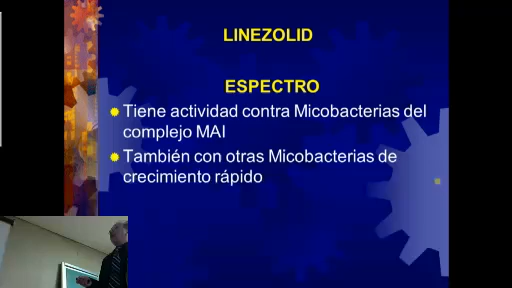 LINEZOLID
ESPECTRO
Tiene actividad contra Micobacterias del
complejo MAI
También con otras Micobacterias de
crecimiento rápido